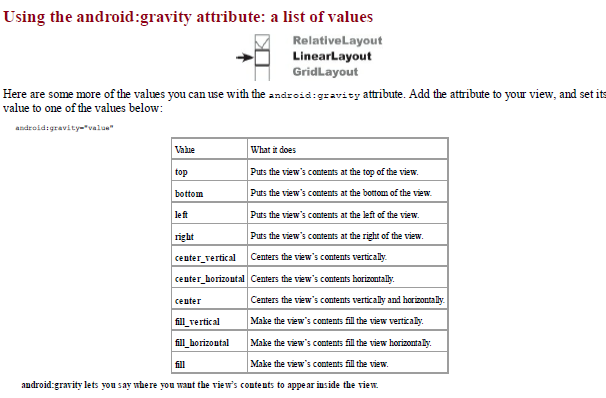 Using the android:gravity attribute: a list of values
RelativeLayout
LinearLayout
GridLayout
Here are some more of the values you can use with the android:gravity attribute. Add the attribute to your view, and set its
value to one of the values below:
android:gravity="value"
Value What it does
top Puts the view's contents at the top of the view.
bottom Puts the view's contents at the bottom of the view.
left Puts the view's contents at the left of the view.
right Puts the view's contents at the right of the view.
center_vertical Centers the view's contents vertically.
center_horizontal Centers the view's contents horizontally.
center Centers the view's contents vertically and horizontally.
fill_vertical Make the view's contents fill the view vertically.
fill_horizontal Make the view's contents fill the view horizontally.
fill Make the view's contents fill the view.
android:gravity lets you say where you want the view's contents to appear inside the view.